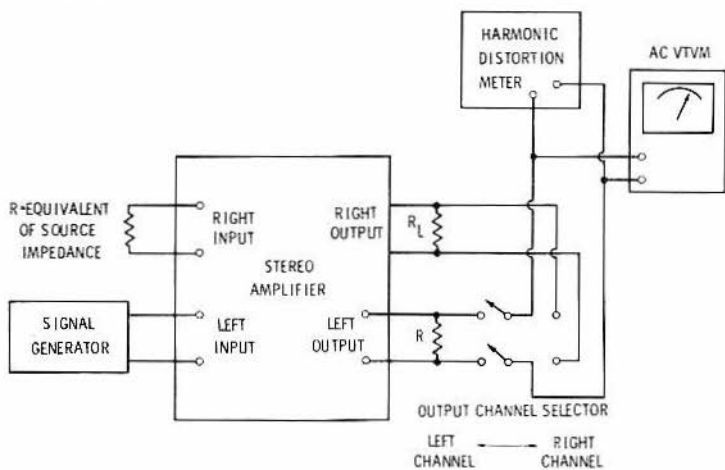 HARMONIC
DISTORTION
METER
AC VTVM
R=EQUIVALENT
OF SOURCE
IMPEDANCE
RIGHT
INPUT
RIGHT
OUTPUT
RL
STEREO
AMPLIFIER
SIGNAL
GENERATOR
LEFT
INPUT
LEFT
OUTPUT
R
OUTPUT CHANNEL SELECTOR
LEFT
CHANNEL
RIGHT
CHANNEL